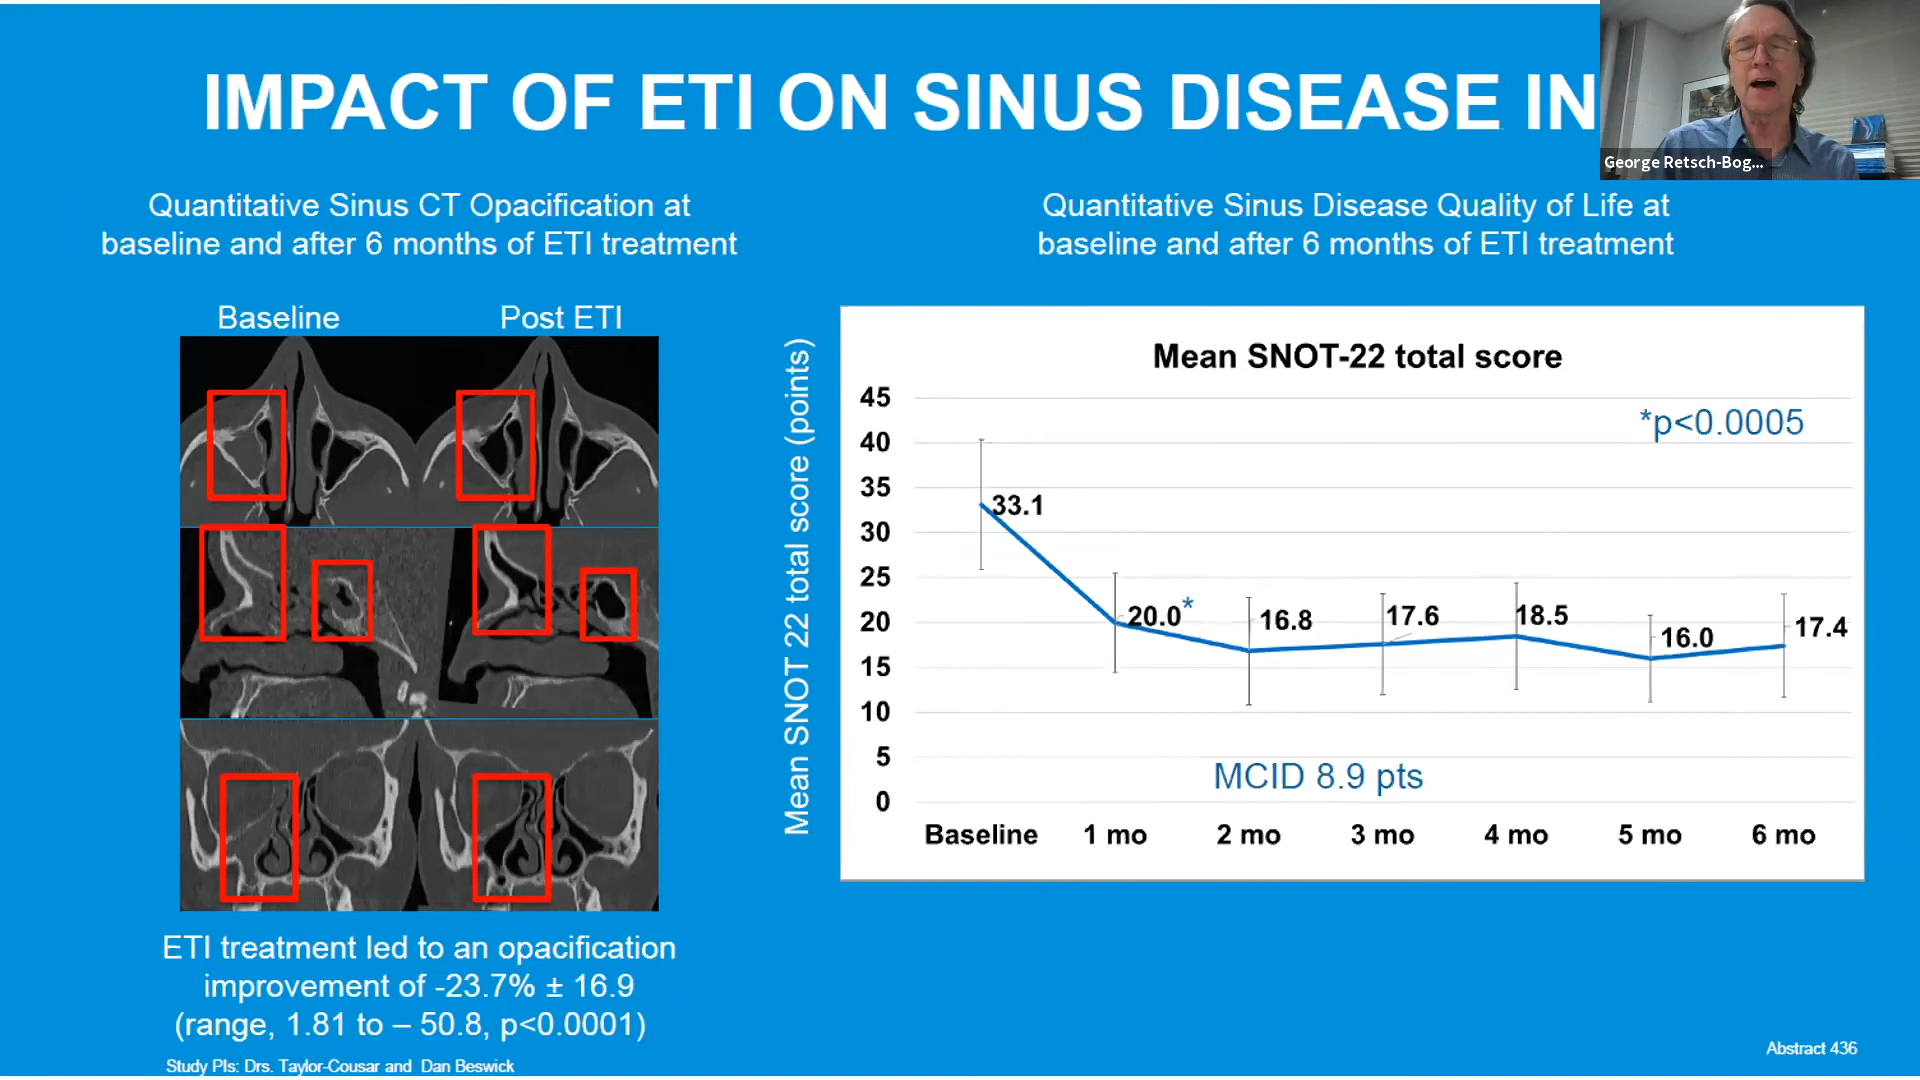 IMPACT OF ETI ON SINUS DISEASE IN
George Retsch-Bog...
Quantitative Sinus CT Opacification at
baseline and after 6 months of ETI treatment
Baseline
Post ETI
ETI treatment led to an opacification
improvement of -23.7% ± 16.9
(range, 1.81 to – 50.8, p<0.0001)
Study PIs: Drs. Taylor-Cousar and Dan Beswick
Quantitative Sinus Disease Quality of Life at
baseline and after 6 months of ETI treatment
Mean SNOT 22 total score (points)
Mean SNOT-22 total score
*p<0.0005
45
40
35
30
25
20
15
10
5
0
33.1
20.0*
16.8
17.6
18.5
16.0
17.4
MCID 8.9 pts
Baseline 1 mo 2 mo 3 mo 4 mo 5 mo 6 mo
Abstract 436